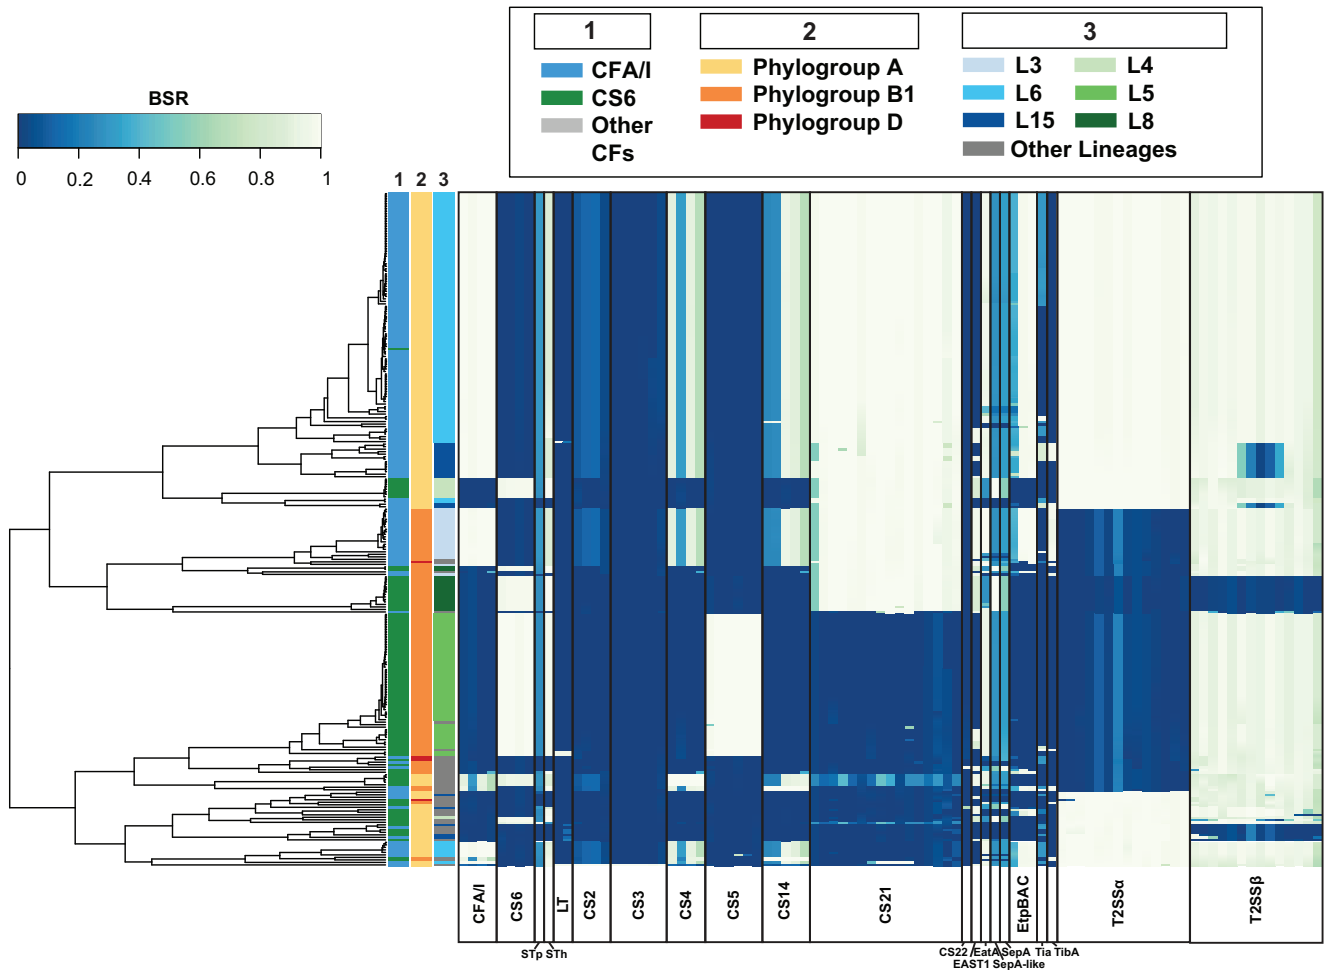 1 2 3
CFA/I Phylogroup A L3 L4
CS6 Phylogroup B1 L6 L5
Other Phylogroup D L15 L8
CFs Other Lineages
BSR
0 0.2 0.4 0.6 0.8 1
1 2 3
CFA/I CS6 LT CS2 CS3 CS4 CS5 CS14 CS21 EtpBAC T2SSα T2SSβ
STp STh CS22 EatA SepA Tia TibA
EAST1 SepA-like